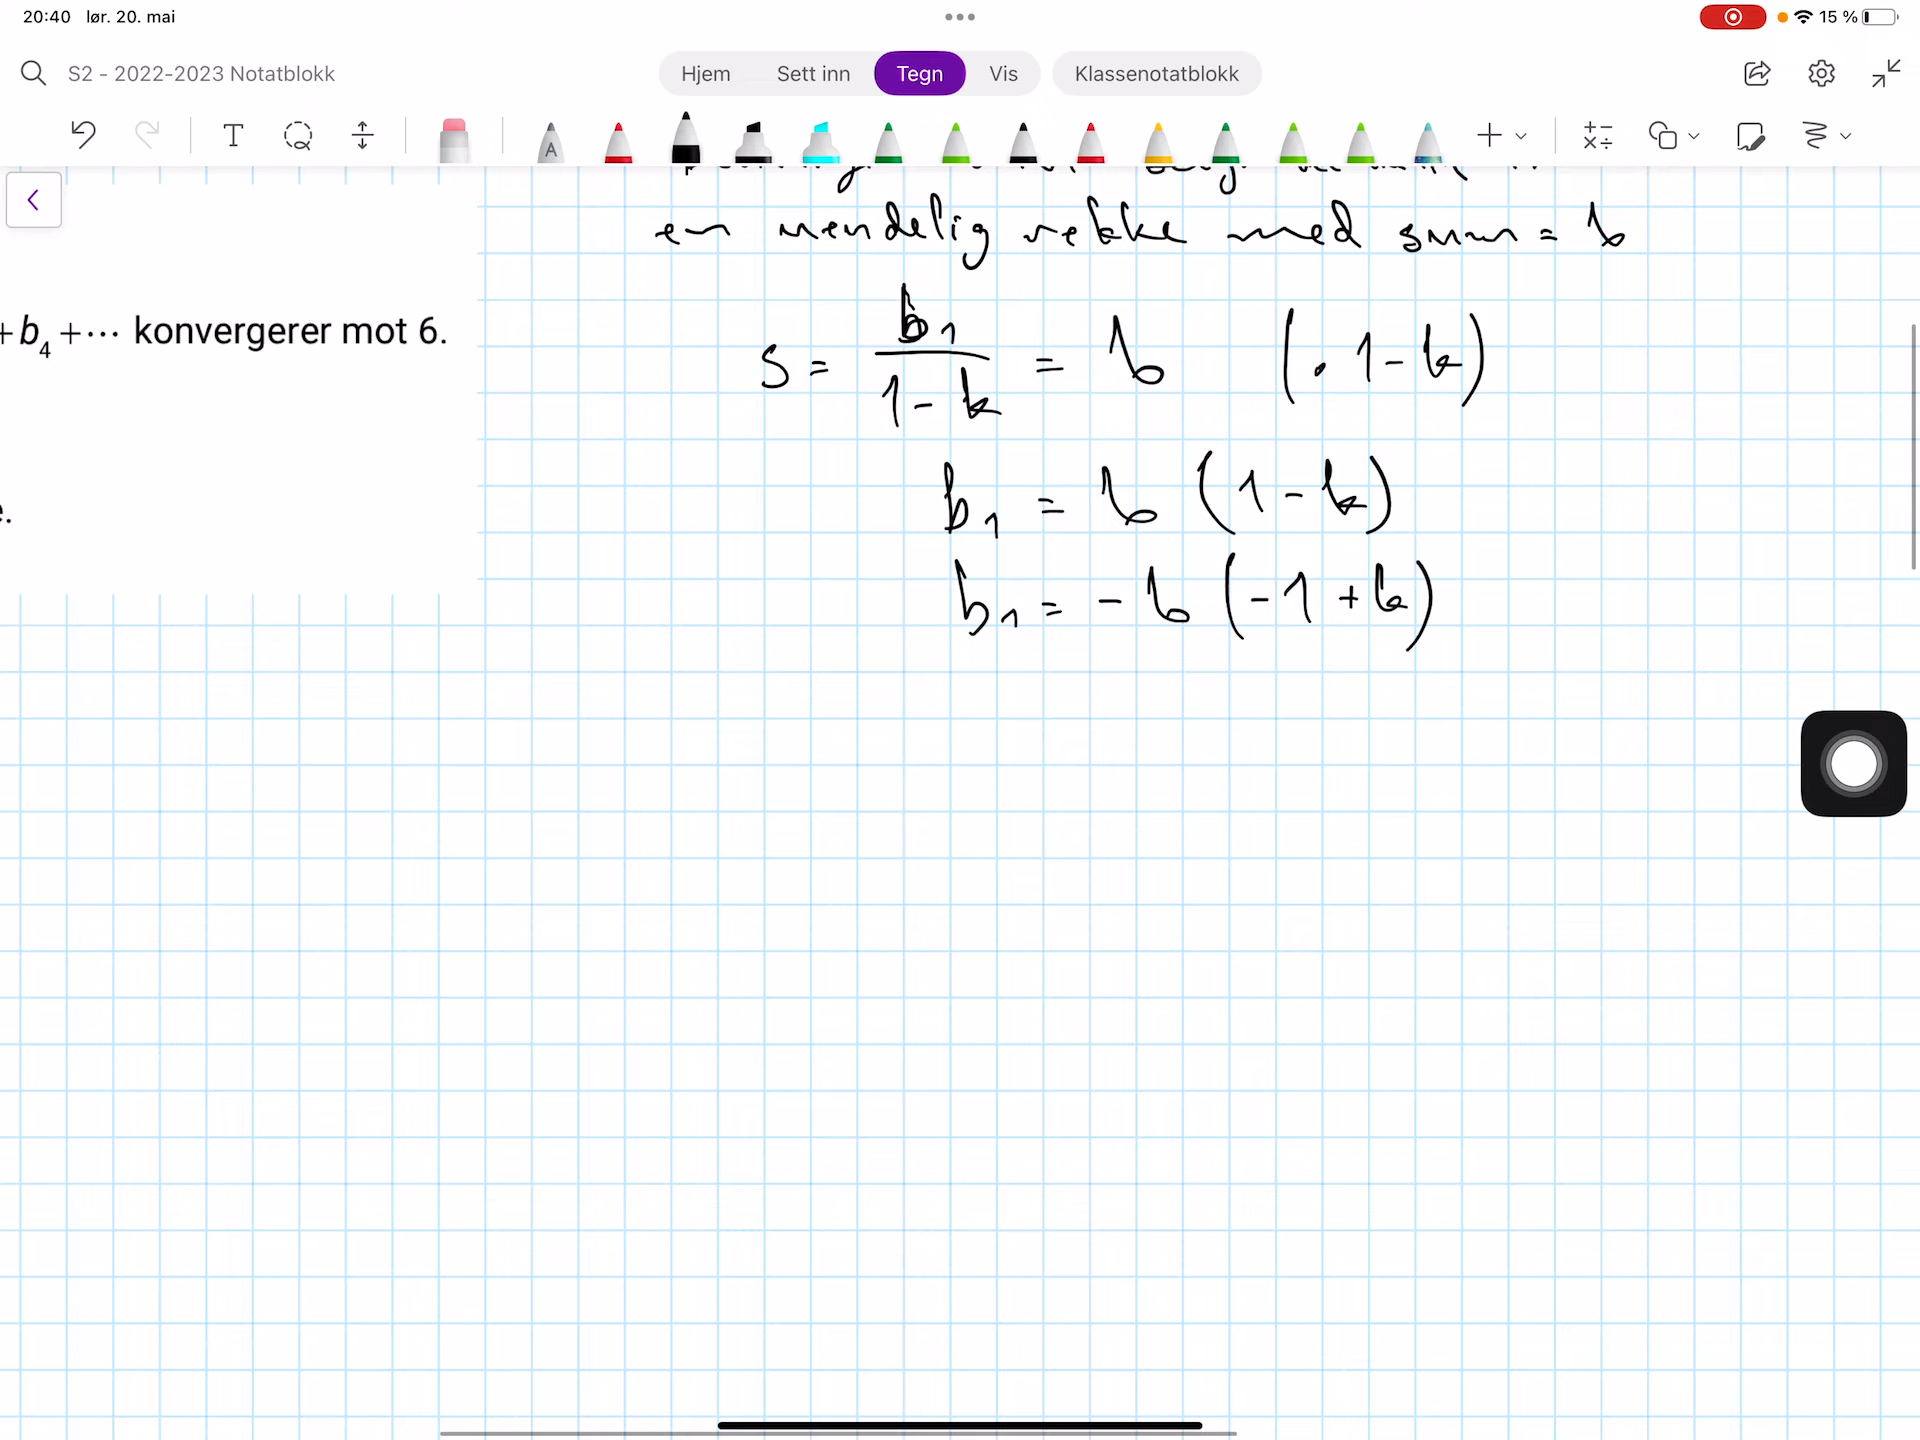 20:40 lør. 20. mai
15 %
S2 - 2022-2023 Notatblokk
Hjem Sett inn Tegn Vis Klassenotatblokk
en uendelig rekke med sum = 6
+b₄ +⋯ konvergerer mot 6.
s = b₁ / (1 - k) = 6 (· 1 - k)
b₁ = 6 (1 - k)
e.
b₁ = - 6 (- 1 + k)